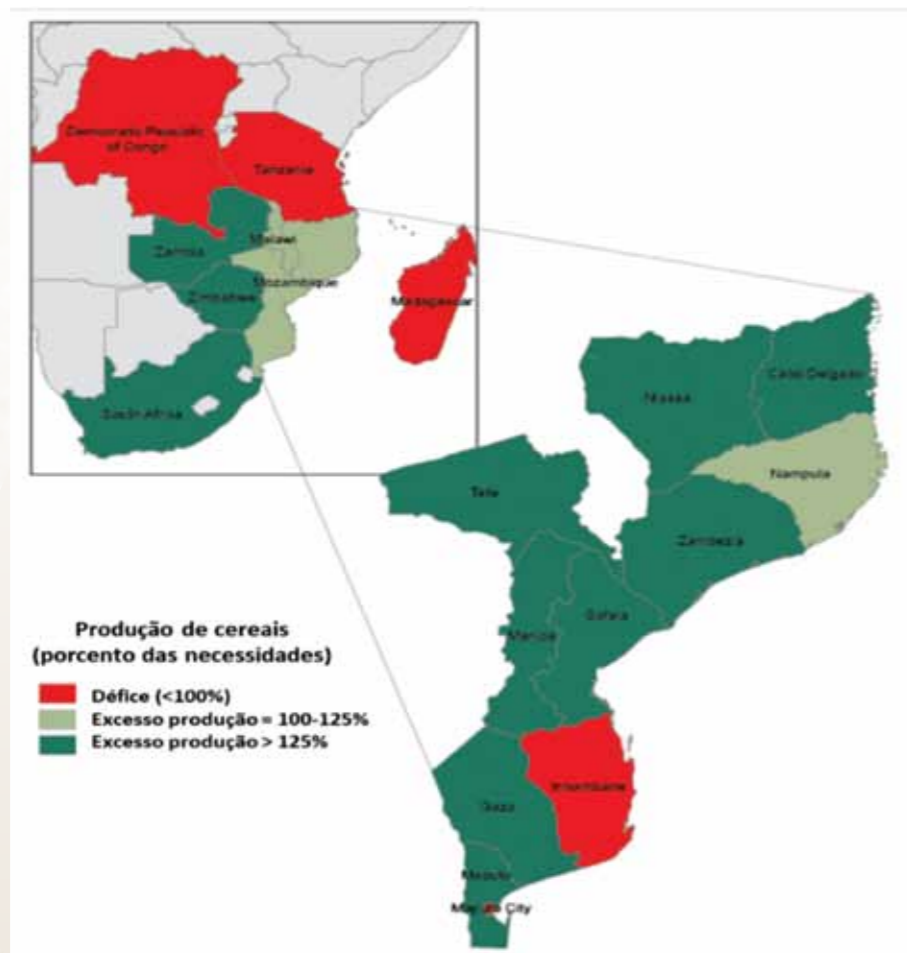 Democratic Republic
of Congo
Tanzania
Malawi
Zambia
Mozambique
Zimbabwe
Madagascar
South Africa
Cabo Delgado
Niassa
Nampula
Tete
Zambezia
Sofala
Manica
Produção de cereais
(porcento das necessidades)
Défice (<100%)
Excesso produção = 100-125%
Excesso produção > 125%
Inhambane
Gaza
Maputo
Maputo City